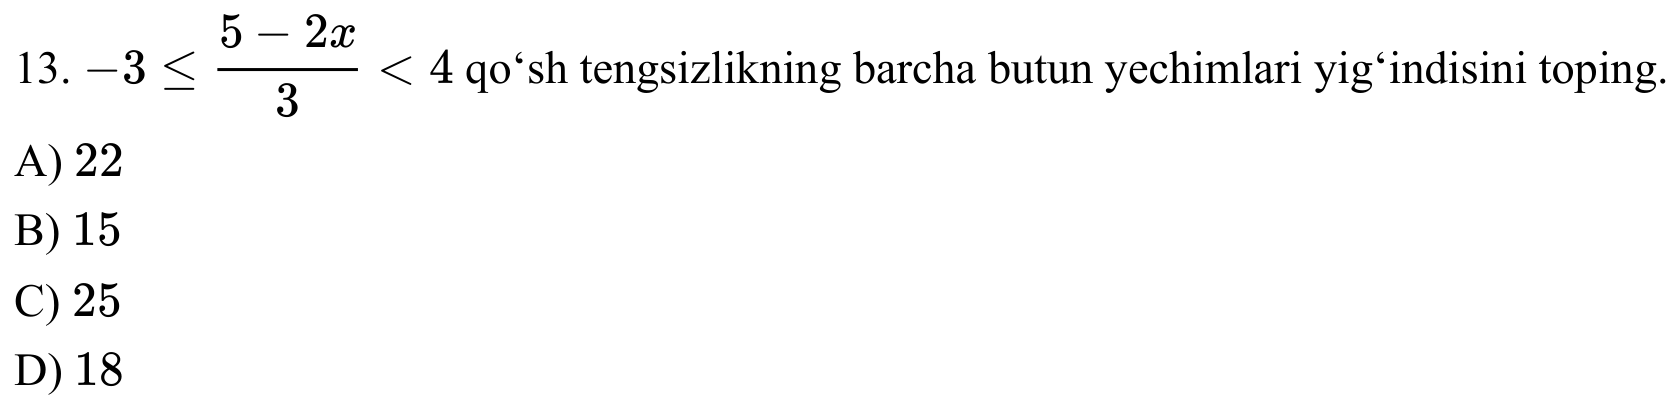 13. −3 ≤ \frac{5 − 2x}{3} < 4 qo‘sh tengsizlikning barcha butun yechimlari yig‘indisini toping.
A) 22
B) 15
C) 25
D) 18